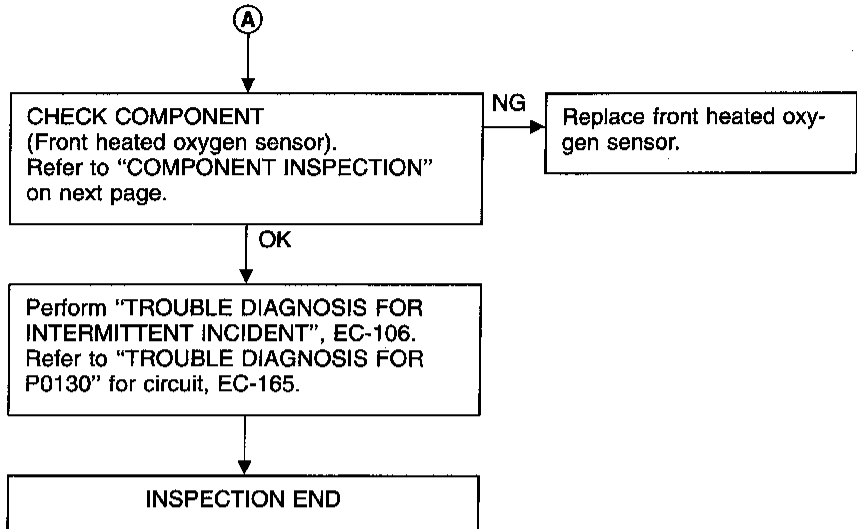 A
CHECK COMPONENT
(Front heated oxygen sensor).
Refer to “COMPONENT INSPECTION”
on next page.
NG
Replace front heated oxy-
gen sensor.
OK
Perform “TROUBLE DIAGNOSIS FOR
INTERMITTENT INCIDENT”, EC-106.
Refer to “TROUBLE DIAGNOSIS FOR
P0130” for circuit, EC-165.
INSPECTION END